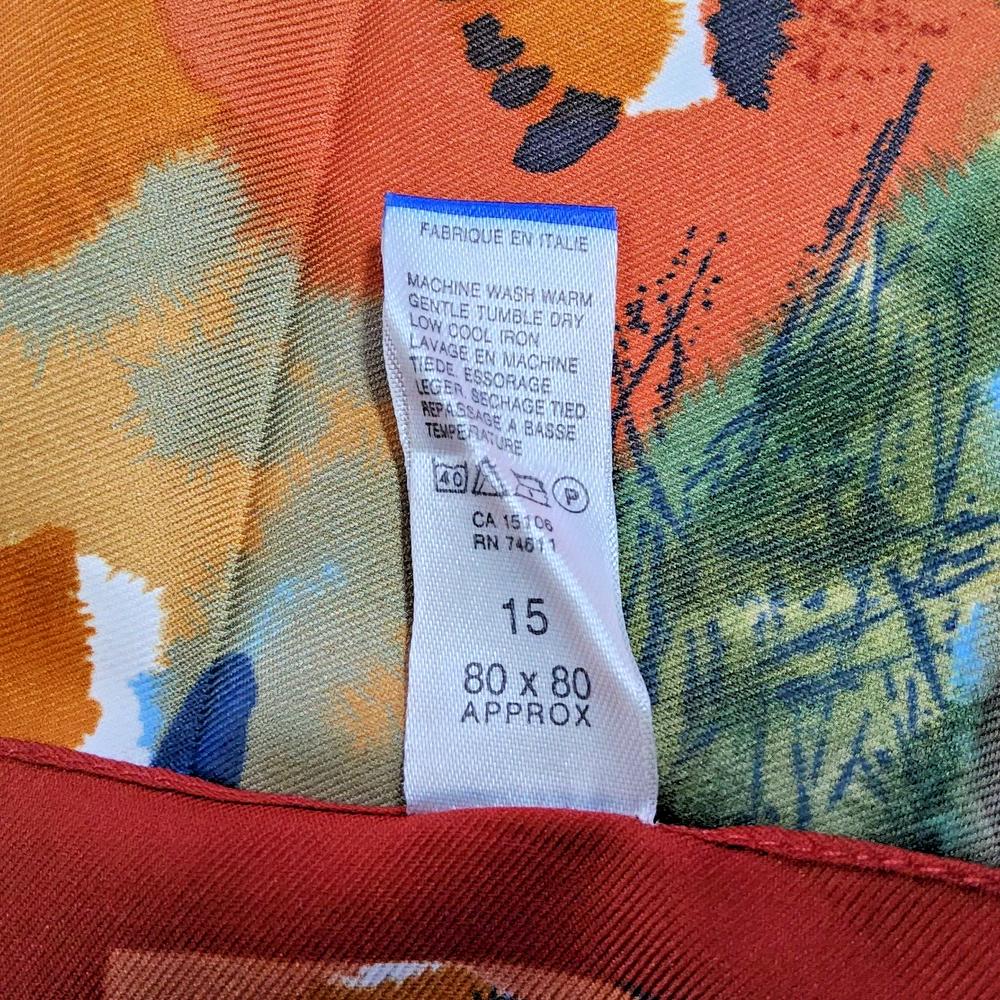 FABRIQUE EN ITALIE
MACHINE WASH WARM
GENTLE TUMBLE DRY
LOW COOL IRON
LAVAGE EN MACHINE
TIEDE, ESSORAGE
LEGER, SECHAGE TIED
REPASSAGE A BASSE
TEMPERATURE
40 P
CA 15106
RN 74611
15
80 x 80
APPROX